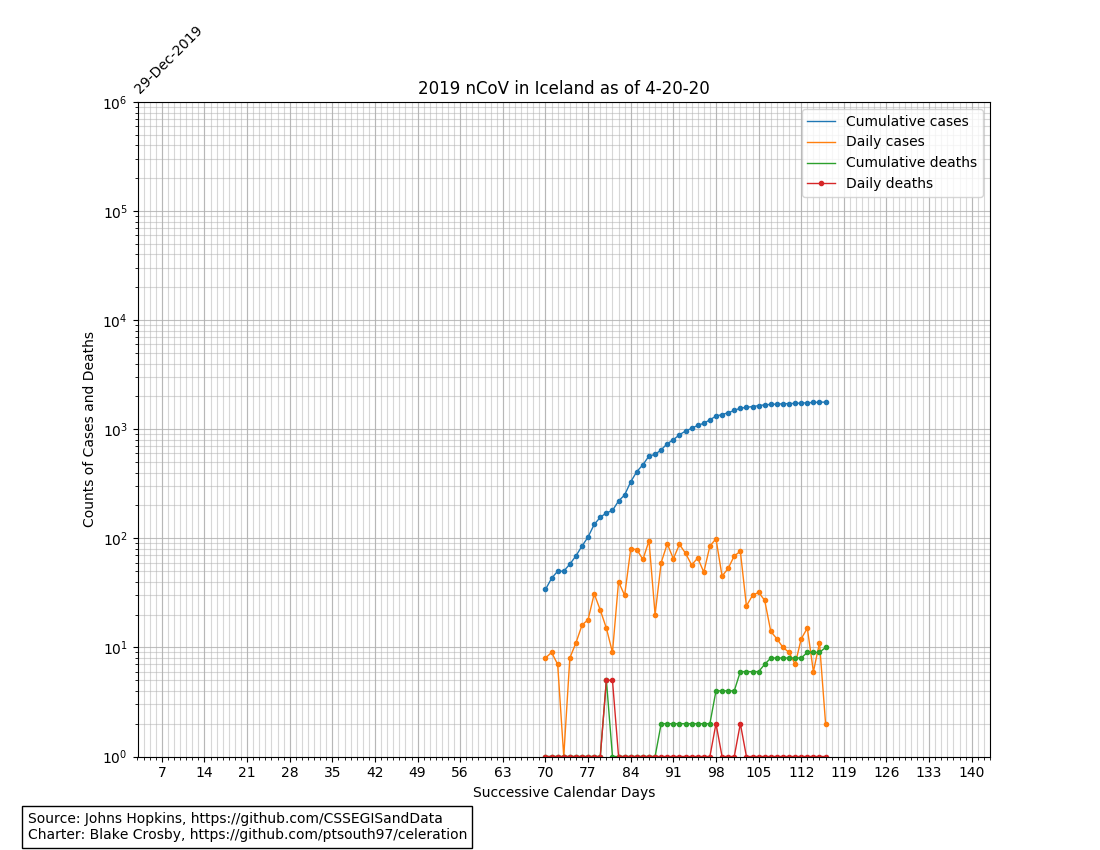 29-Dec-2019
2019 nCoV in Iceland as of 4-20-20
Cumulative cases
Daily cases
Cumulative deaths
Daily deaths
10^6
10^5
10^4
10^3
10^2
10^1
10^0
Counts of Cases and Deaths
7 14 21 28 35 42 49 56 63 70 77 84 91 98 105 112 119 126 133 140
Successive Calendar Days
Source: Johns Hopkins, https://github.com/CSSEGISandData
Charter: Blake Crosby, https://github.com/ptsouth97/celeration